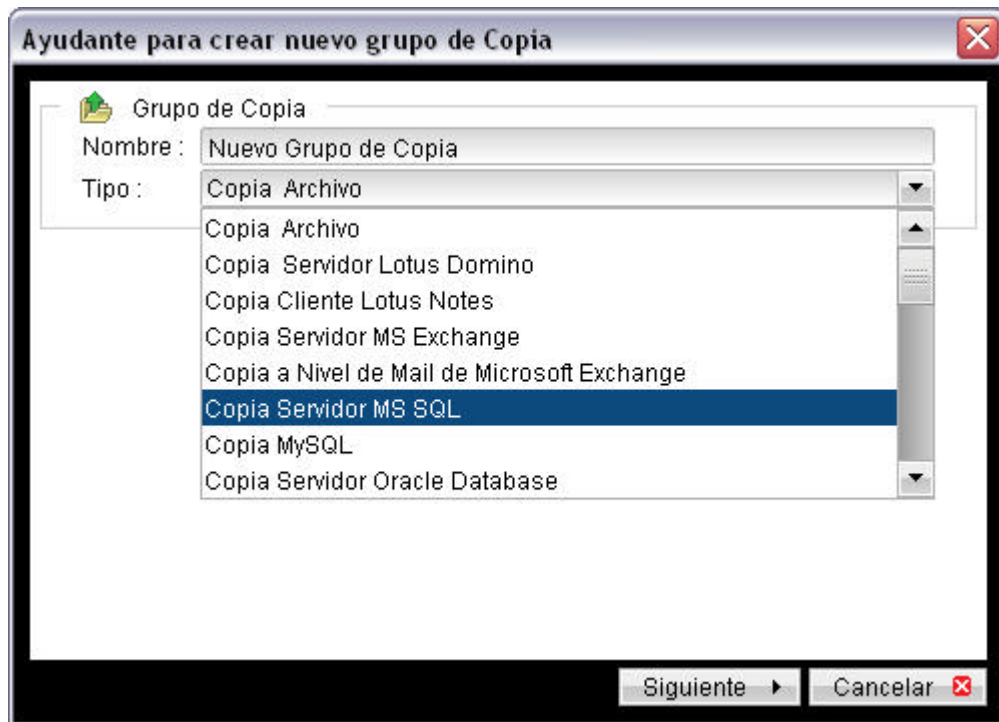 Ayudante para crear nuevo grupo de Copia
Grupo de Copia
Nombre : Nuevo Grupo de Copia
Tipo : Copia Archivo
Copia Archivo
Copia Servidor Lotus Domino
Copia Cliente Lotus Notes
Copia Servidor MS Exchange
Copia a Nivel de Mail de Microsoft Exchange
Copia Servidor MS SQL
Copia MySQL
Copia Servidor Oracle Database
Siguiente Cancelar